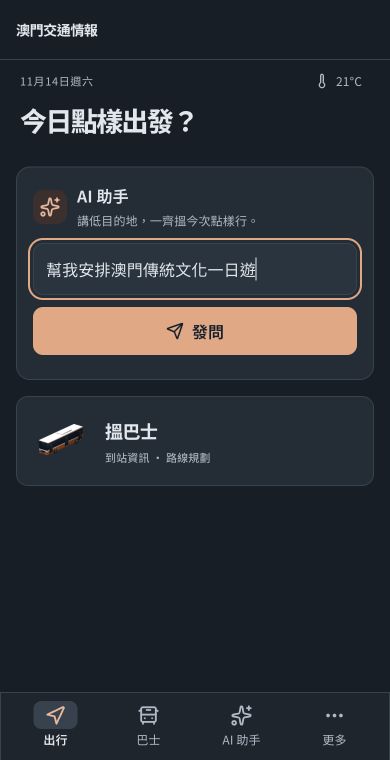 澳門交通情報
11月14日週六
21°C
今日點樣出發？
AI 助手
講低目的地，一齊搵今次點樣行。
幫我安排澳門傳統文化一日遊
發問
搵巴士
到站資訊 · 路線規劃
出行
巴士
AI 助手
更多